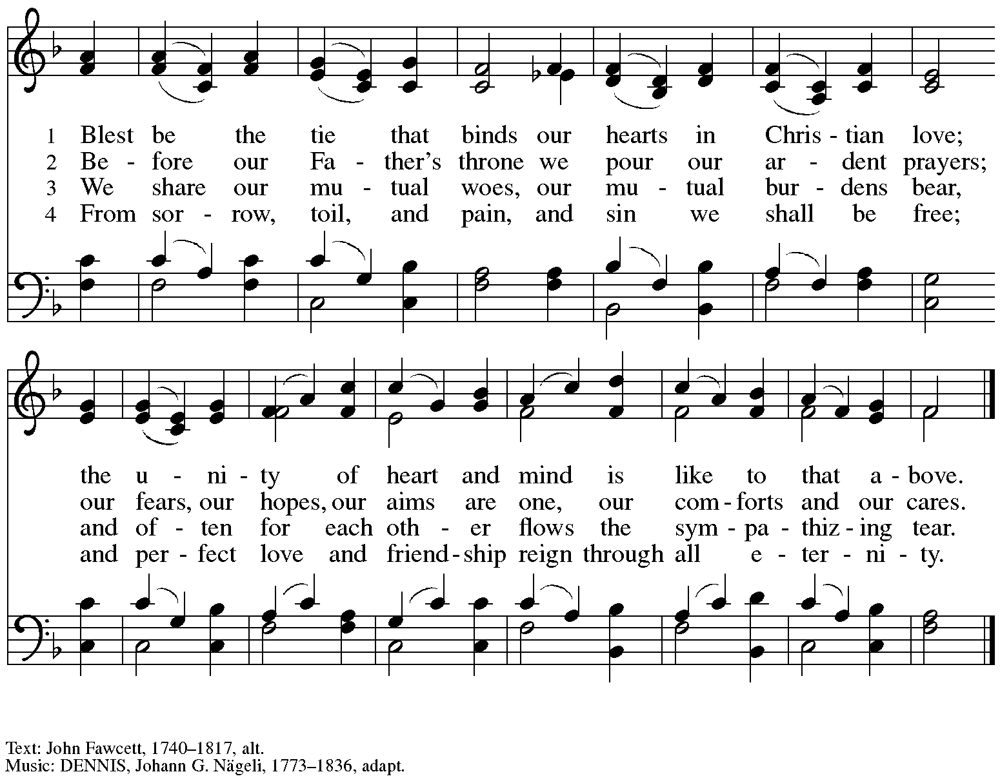 1 Blest be the tie that binds our hearts in Chris - tian love;
2 Be - fore our Fa - ther's throne we pour our ar - dent prayers;
3 We share our mu - tual woes, our mu - tual bur - dens bear,
4 From sor - row, toil, and pain, and sin we shall be free;
the u - ni - ty of heart and mind is like to that a - bove.
our fears, our hopes, our aims are one, our com - forts and our cares.
and of - ten for each oth - er flows the sym - pa - thiz - ing tear.
and per - fect love and friend - ship reign through all e - ter - ni - ty.
Text: John Fawcett, 1740–1817, alt.
Music: DENNIS, Johann G. Nägeli, 1773–1836, adapt.